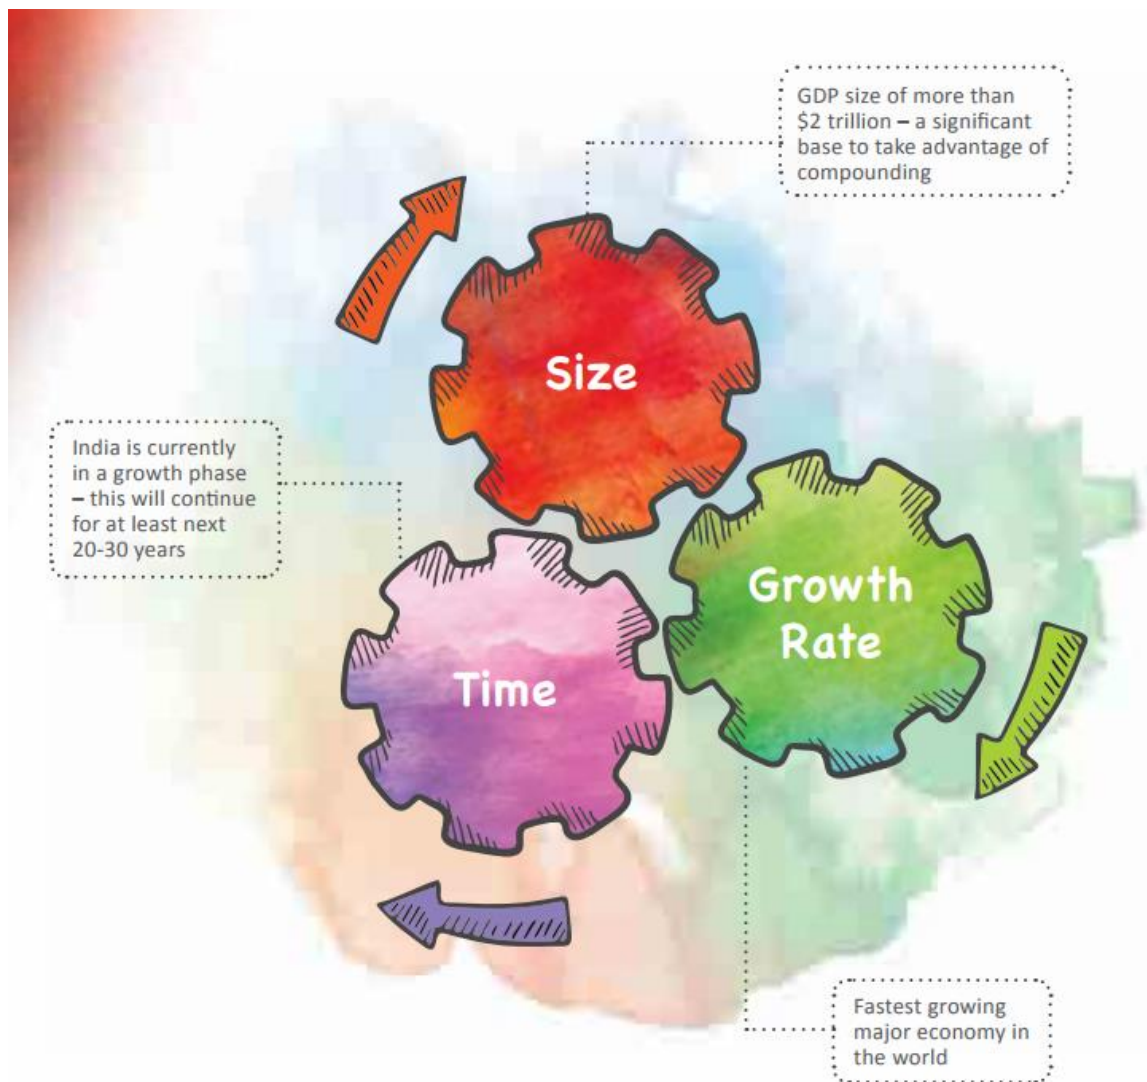 GDP size of more than
$2 trillion – a significant
base to take advantage of
compounding
Size
India is currently
in a growth phase
– this will continue
for at least next
20-30 years
Growth
Rate
Time
Fastest growing
major economy in
the world